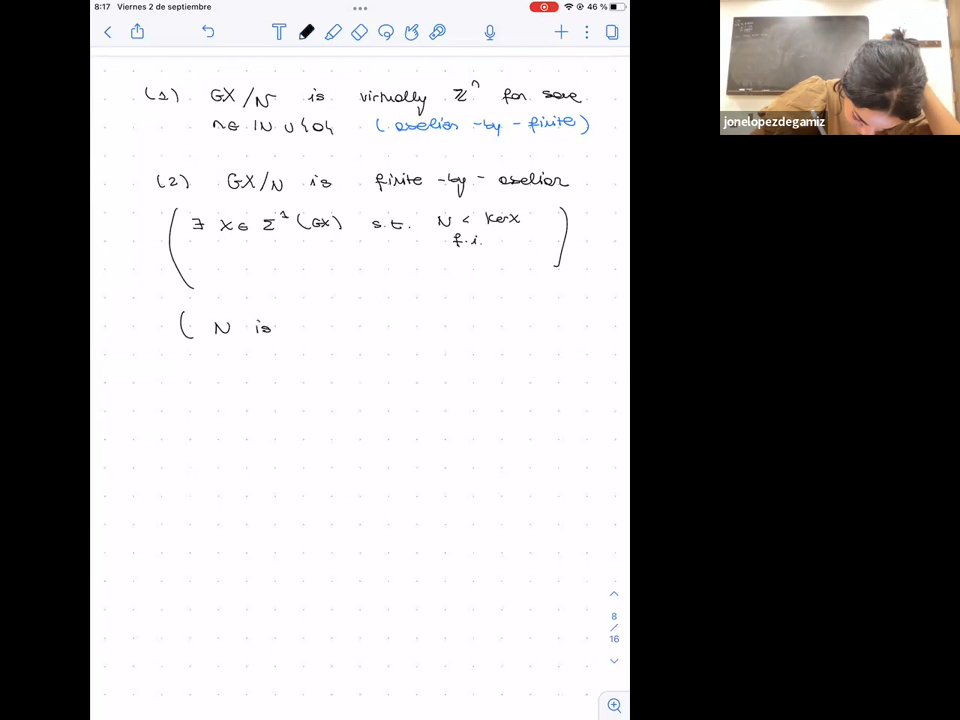 8:17 Viernes 2 de septiembre
46 %
(1) GX/N is virtually ℤⁿ for some
n ∈ ℕ ∪ {0} (abelian-by-finite)
(2) GX/N is finite-by-abelian
( ∃ χ ∈ Σ¹(GX) s.t. N < Ker χ )
f.i.
( N is
8
/
16
jonelopezdegamiz